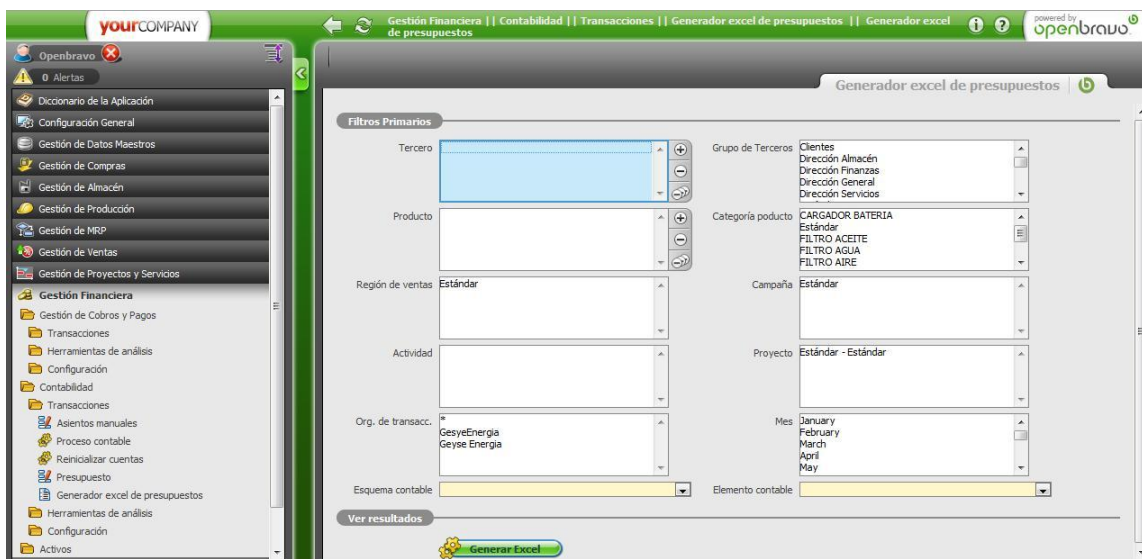 yourCOMPANY
Gestión Financiera || Contabilidad || Transacciones || Generador excel de presupuestos || Generador excel
de presupuestos
powered by
openbravo
Openbravo
0 Alertas
Diccionario de la Aplicación
Configuración General
Gestión de Datos Maestros
Gestión de Compras
Gestión de Almacén
Gestión de Producción
Gestión de MRP
Gestión de Ventas
Gestión de Proyectos y Servicios
Gestión Financiera
Gestión de Cobros y Pagos
Transacciones
Herramientas de análisis
Configuración
Contabilidad
Transacciones
Asientos manuales
Proceso contable
Reinicializar cuentas
Presupuesto
Generador excel de presupuestos
Herramientas de análisis
Configuración
Activos
Generador excel de presupuestos
Filtros Primarios
Tercero
Grupo de Terceros
Clientes
Dirección Almacén
Dirección Finanzas
Dirección General
Dirección Servicios
Producto
Categoría poducto
CARGADOR BATERIA
Estándar
FILTRO ACEITE
FILTRO AGUA
FILTRO AIRE
Región de ventas
Estándar
Campaña
Estándar
Actividad
Proyecto
Estándar - Estándar
Org. de transacc.
*
GesyeEnergia
Geyse Energia
Mes
January
February
March
April
May
Esquema contable
Elemento contable
Ver resultados
Generar Excel